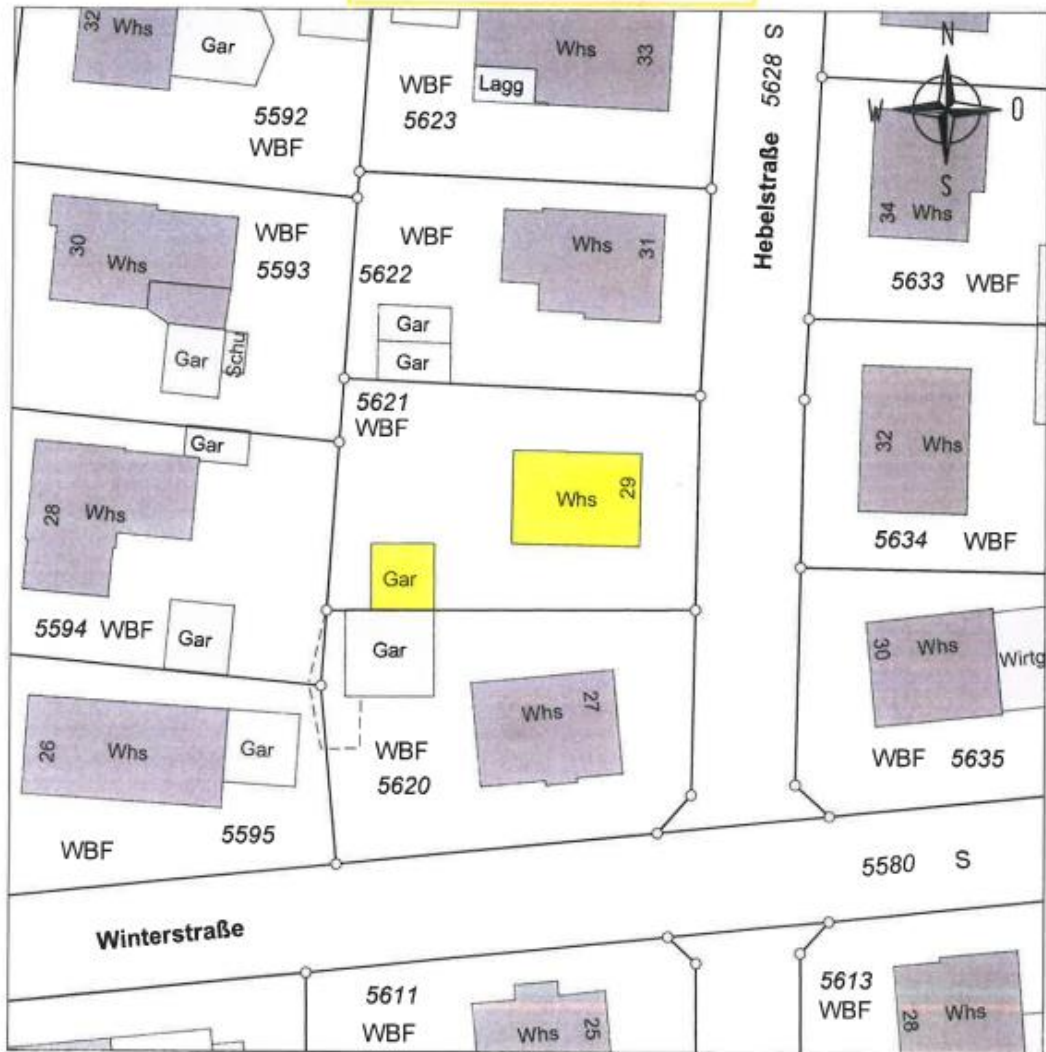 32 Whs
Gar
5592
WBF
WBF
5623
Whs
33
Lagg
5628 S
Hebelstraße
N
W O
S
34 Whs
30
Whs
WBF
5593
Gar
Schu
WBF
5622
Whs
31
Gar
Gar
5633 WBF
5621
WBF
Gar
28 Whs
Whs 29
Gar
32 Whs
5634 WBF
5594 WBF
Gar
Gar
30 Whs
Wirtg
26 Whs
Gar
Whs 27
WBF
5620
WBF 5635
5595
WBF
5580 S
Winterstraße
5611
WBF
Whs 25
5613
WBF
28 Whs